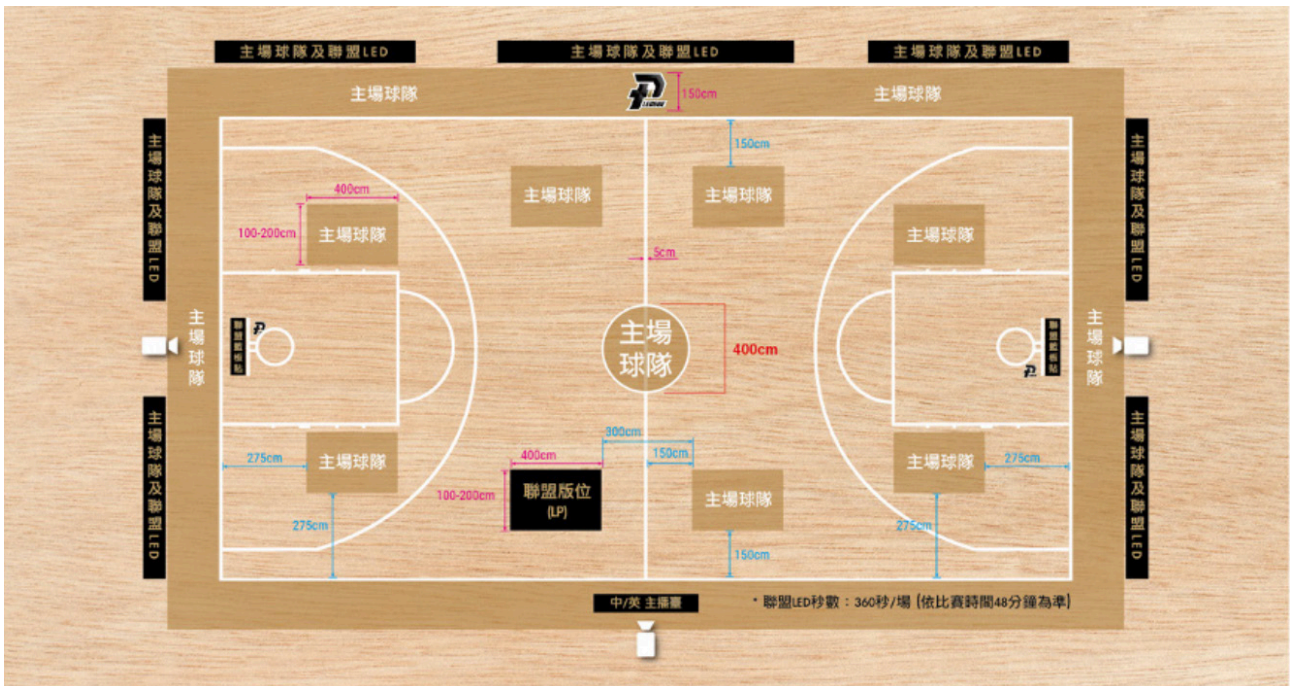 主場球隊及聯盟LED
主場球隊及聯盟LED
主場球隊及聯盟LED
主場球隊
P
LEAGUE
150cm
主場球隊
主場球隊及聯盟LED
主場球隊及聯盟LED
150cm
主場球隊
主場球隊
400cm
100-200cm
主場球隊
主場球隊
5cm
主場球隊
聯盟籃板貼
主場
球隊
400cm
聯盟籃板貼
主場球隊
主場球隊及聯盟LED
主場球隊及聯盟LED
300cm
150cm
275cm
主場球隊
400cm
主場球隊
275cm
100-200cm
聯盟版位
(LP)
主場球隊
275cm
150cm
275cm
中/英 主播臺
* 聯盟LED秒數：360秒/場 (依比賽時間48分鐘為準)